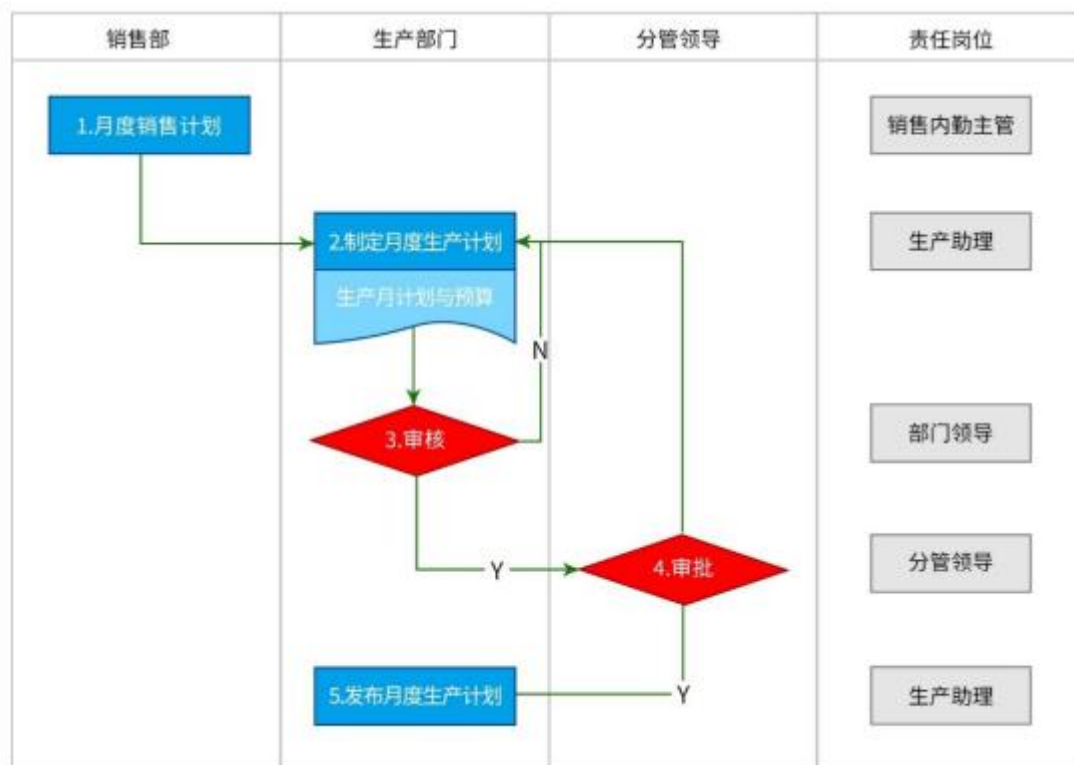 销售部
生产部门
分管领导
责任岗位
1.月度销售计划
销售内勤主管
2.制定月度生产计划
生产助理
生产月计划与预算
N
3.审核
部门领导
Y
4.审批
分管领导
5.发布月度生产计划
Y
生产助理